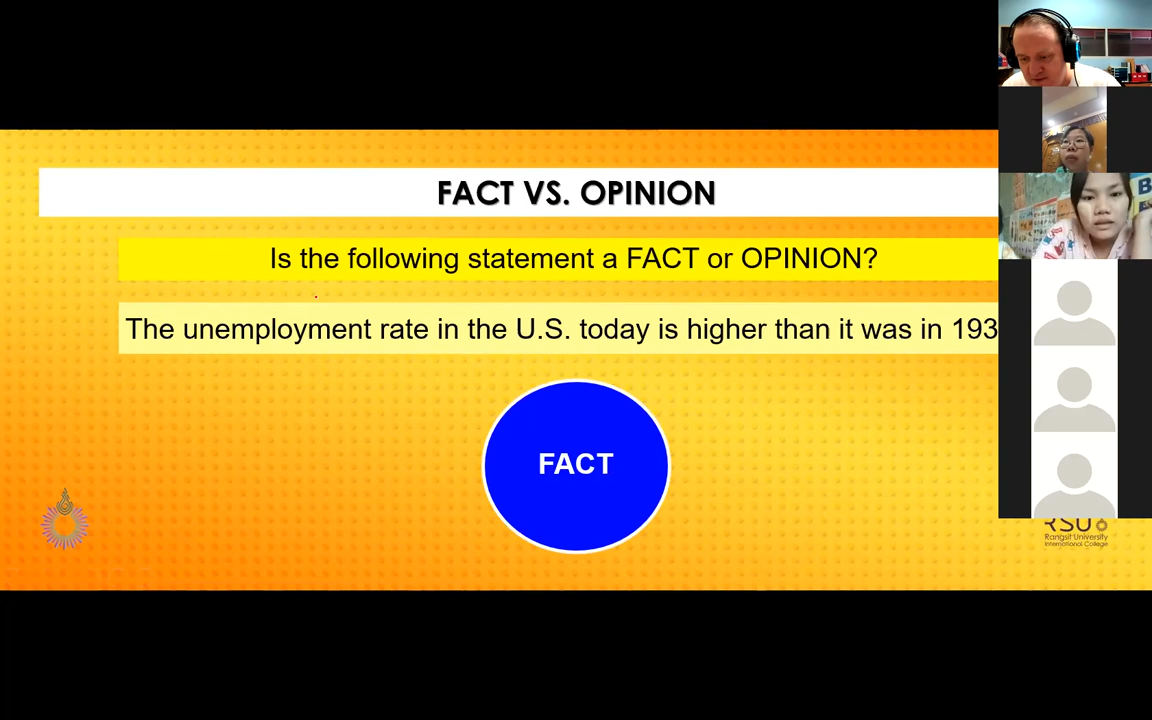 FACT VS. OPINION
Is the following statement a FACT or OPINION?
The unemployment rate in the U.S. today is higher than it was in 193
FACT
RSU
Rangsit University
International College